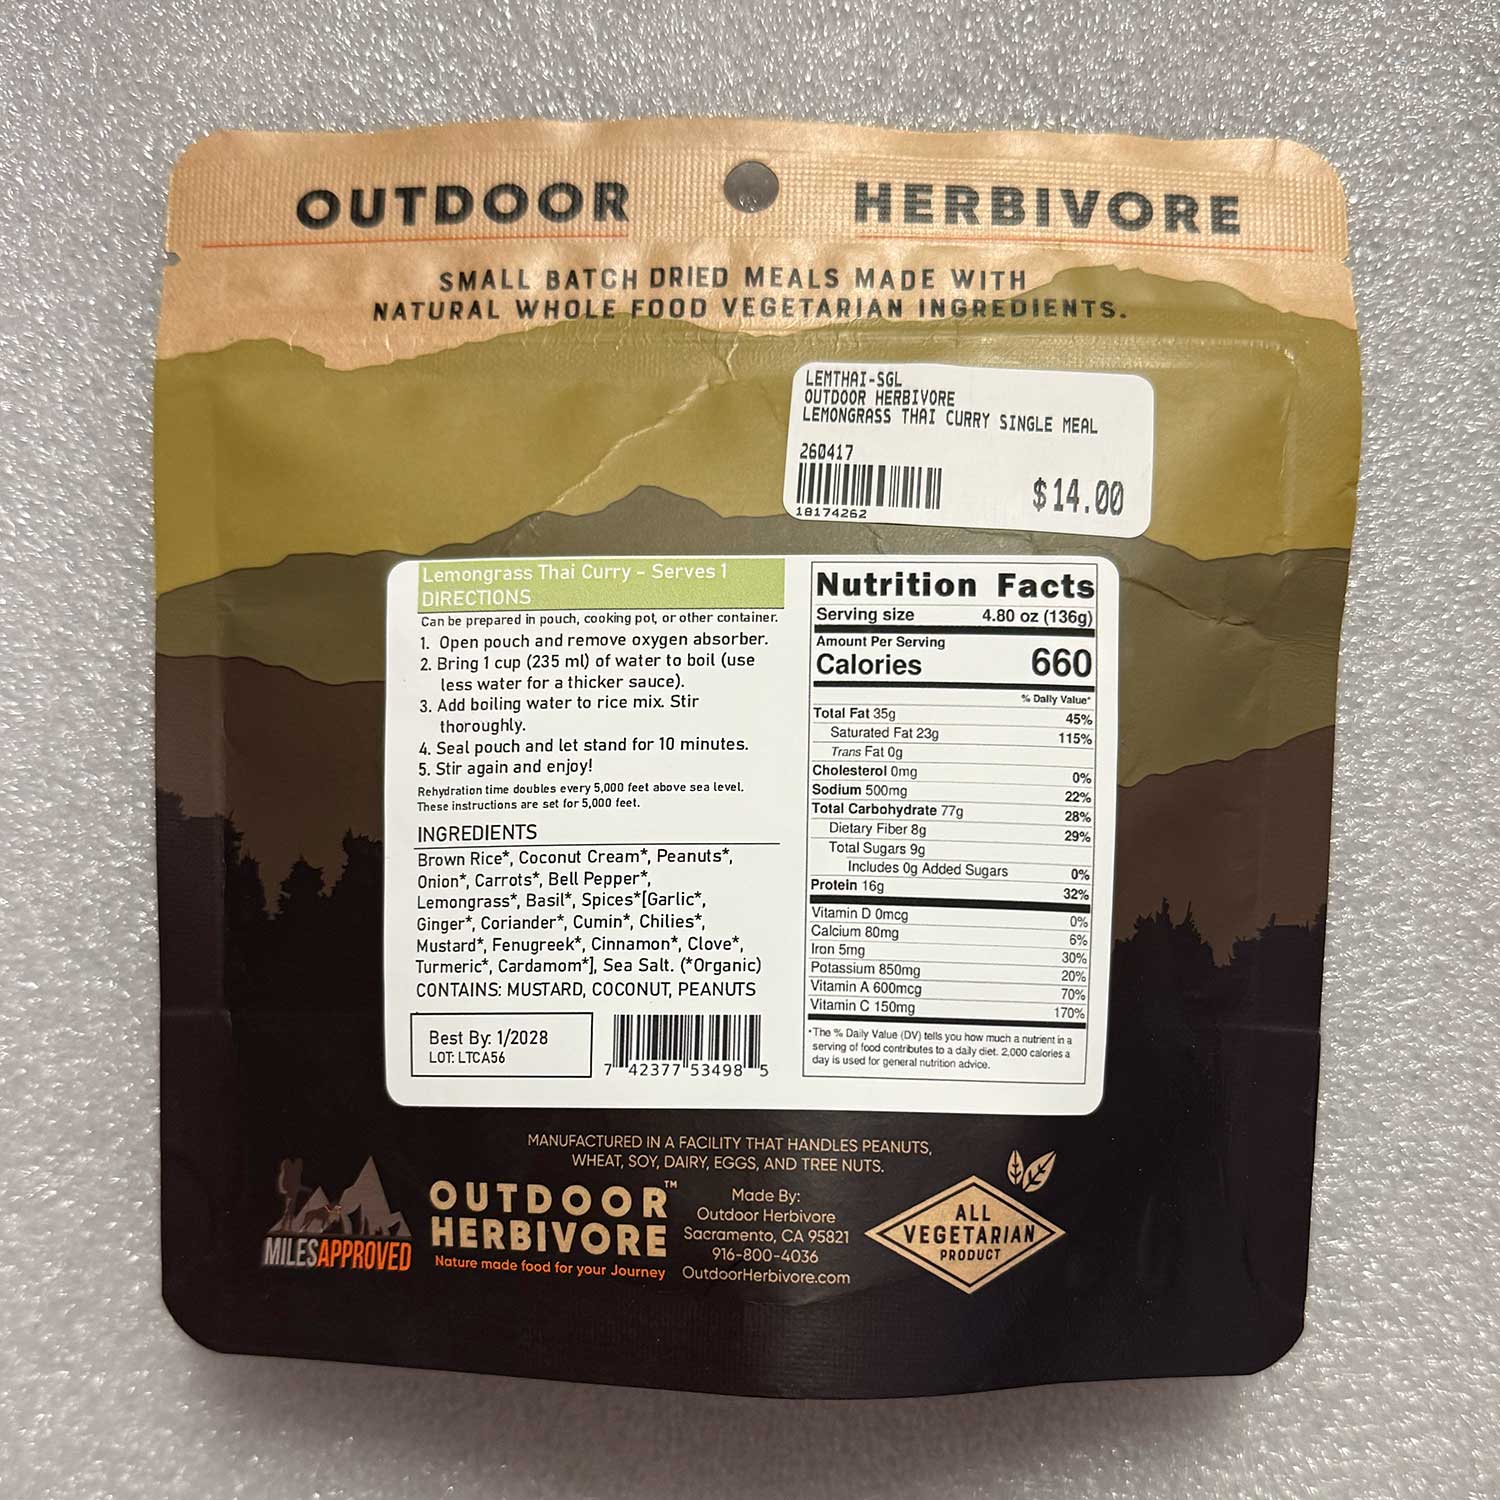 OUTDOOR HERBIVORE
SMALL BATCH DRIED MEALS MADE WITH
NATURAL WHOLE FOOD VEGETARIAN INGREDIENTS.
LEMTHAI-SGL
OUTDOOR HERBIVORE
LEMONGRASS THAI CURRY SINGLE MEAL
260417
18174262
$14.00
Lemongrass Thai Curry - Serves 1
DIRECTIONS
Can be prepared in pouch, cooking pot, or other container.
1. Open pouch and remove oxygen absorber.
2. Bring 1 cup (235 ml) of water to boil (use
less water for a thicker sauce).
3. Add boiling water to rice mix. Stir
thoroughly.
4. Seal pouch and let stand for 10 minutes.
5. Stir again and enjoy!
Rehydration time doubles every 5,000 feet above sea level.
These instructions are set for 5,000 feet.
INGREDIENTS
Brown Rice*, Coconut Cream*, Peanuts*,
Onion*, Carrots*, Bell Pepper*,
Lemongrass*, Basil*, Spices*[Garlic*,
Ginger*, Coriander*, Cumin*, Chilies*,
Mustard*, Fenugreek*, Cinnamon*, Clove*,
Turmeric*, Cardamom*], Sea Salt. (*Organic)
CONTAINS: MUSTARD, COCONUT, PEANUTS
Best By: 1/2028
LOT: LTCA56
7 42377 53498 5
Nutrition Facts
Serving size 4.80 oz (136g)
Amount Per Serving
Calories 660
% Daily Value*
Total Fat 35g 45%
Saturated Fat 23g 115%
Trans Fat 0g
Cholesterol 0mg 0%
Sodium 500mg 22%
Total Carbohydrate 77g 28%
Dietary Fiber 8g 29%
Total Sugars 9g
Includes 0g Added Sugars 0%
Protein 16g 32%
Vitamin D 0mcg 0%
Calcium 80mg 6%
Iron 5mg 30%
Potassium 850mg 20%
Vitamin A 600mcg 70%
Vitamin C 150mg 170%
*The % Daily Value (DV) tells you how much a nutrient in a
serving of food contributes to a daily diet. 2,000 calories a
day is used for general nutrition advice.
MANUFACTURED IN A FACILITY THAT HANDLES PEANUTS,
WHEAT, SOY, DAIRY, EGGS, AND TREE NUTS.
MILESAPPROVED
OUTDOOR™
HERBIVORE
Nature made food for your Journey
Made By:
Outdoor Herbivore
Sacramento, CA 95821
916-800-4036
OutdoorHerbivore.com
ALL
VEGETARIAN
PRODUCT